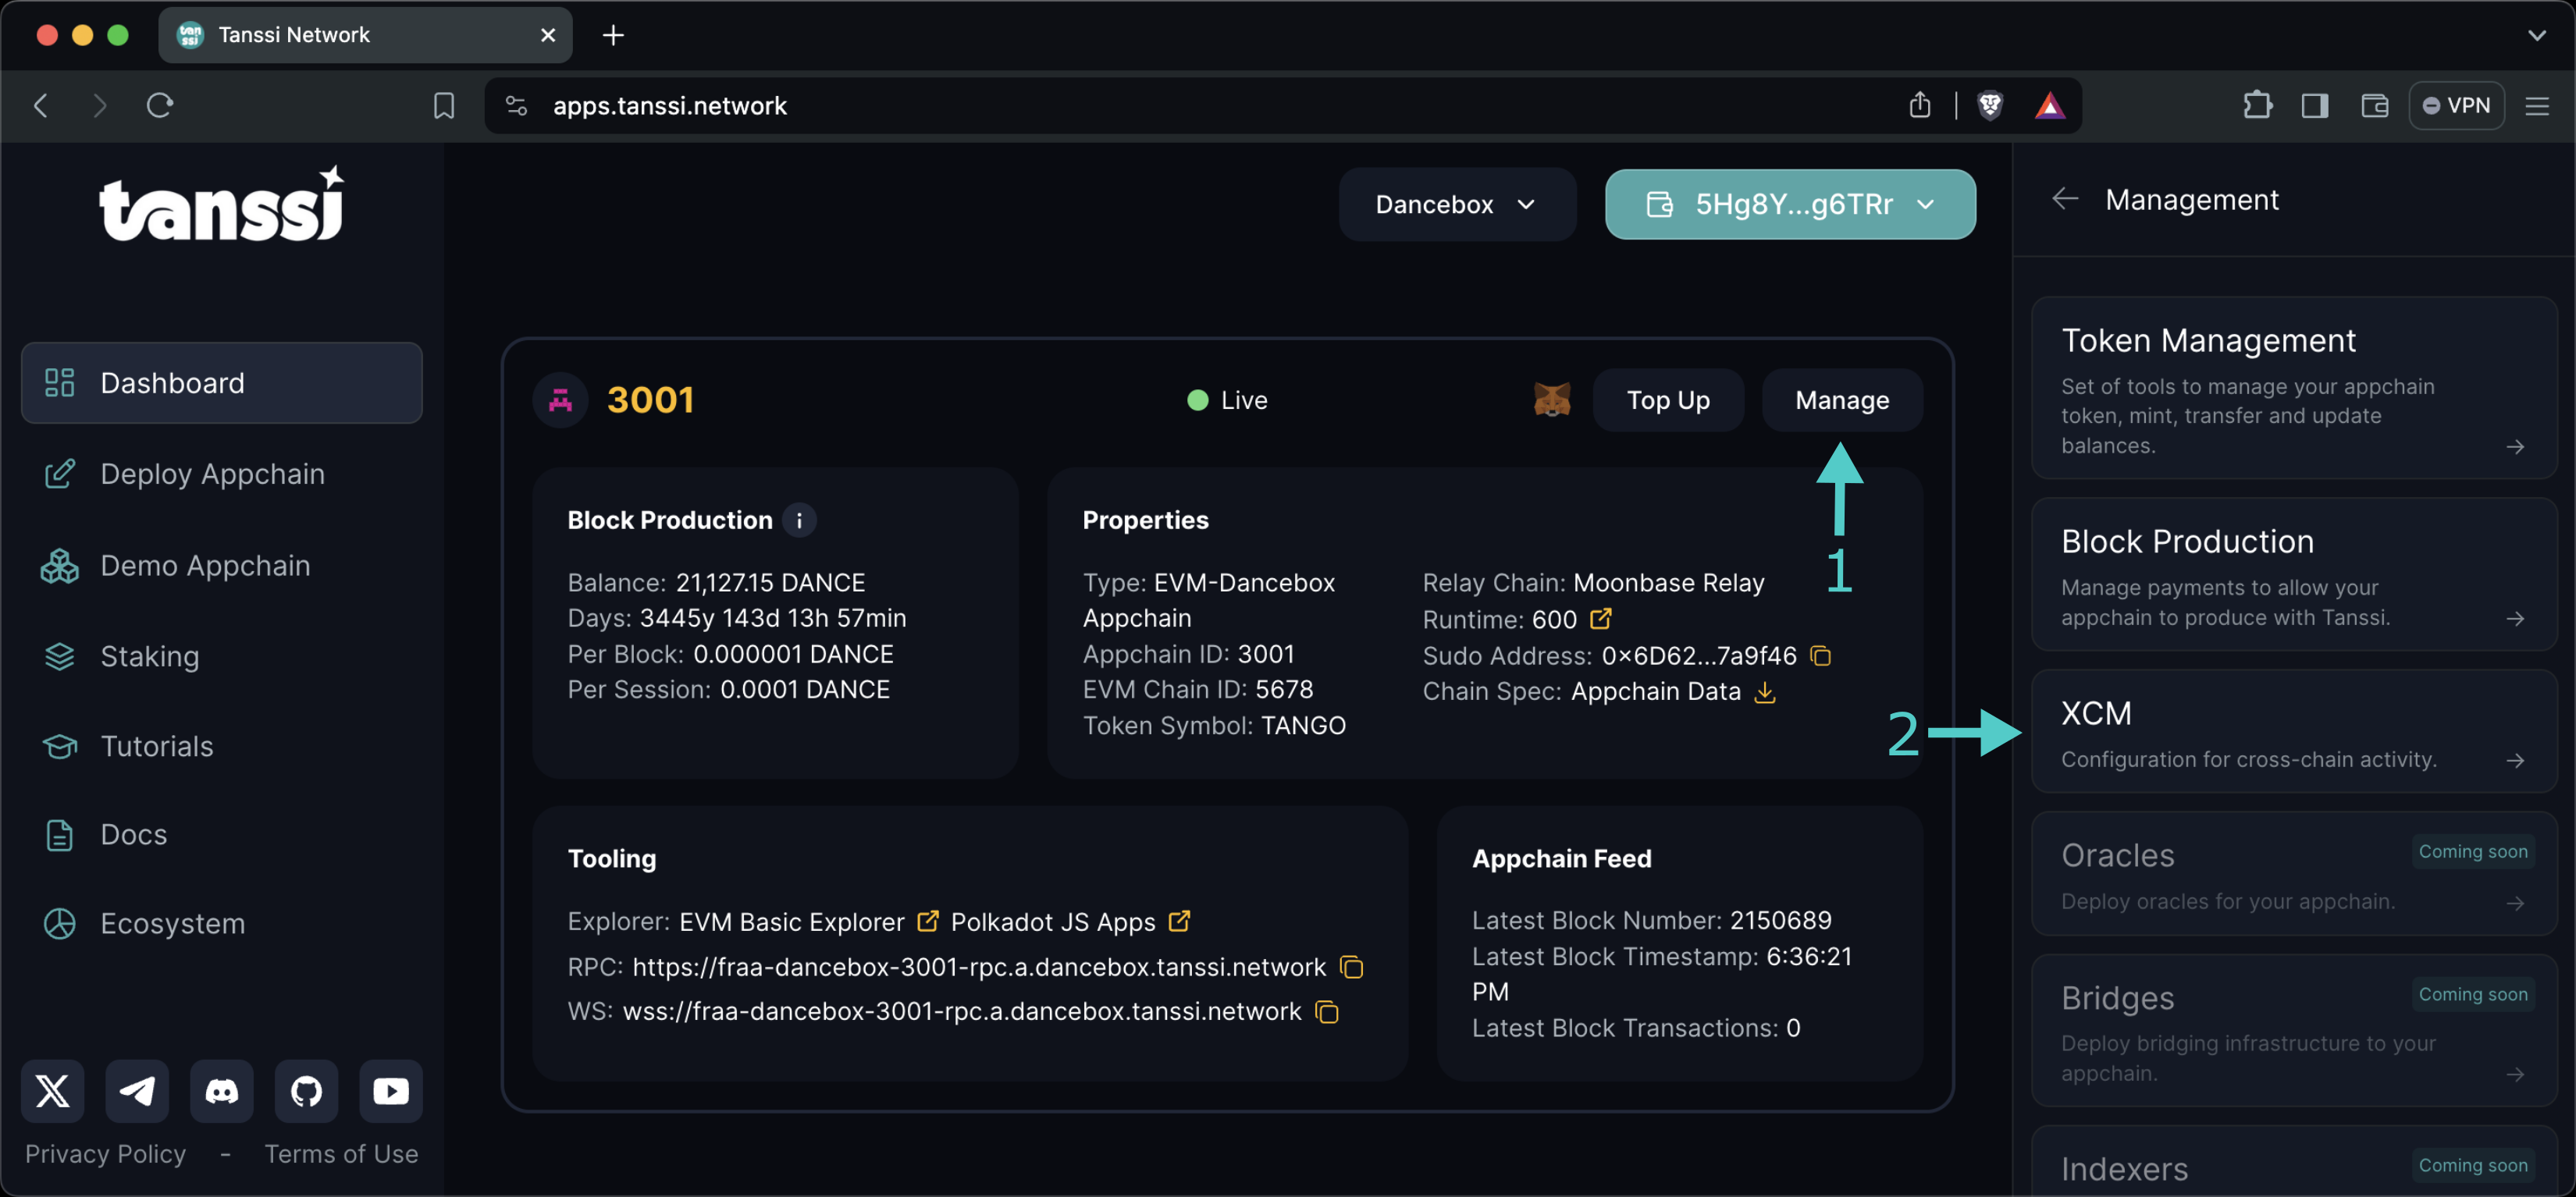 Tanssi Network
apps.tanssi.network
VPN
tanssi
Dashboard
Deploy Appchain
Demo Appchain
Staking
Tutorials
Docs
Ecosystem
Privacy Policy - Terms of Use
Dancebox
5Hg8Y...g6TRr
3001
Live
Top Up
Manage
1
Block Production
Balance: 21,127.15 DANCE
Days: 3445y 143d 13h 57min
Per Block: 0.000001 DANCE
Per Session: 0.0001 DANCE
Properties
Type: EVM-Dancebox
Appchain
Appchain ID: 3001
EVM Chain ID: 5678
Token Symbol: TANGO
Relay Chain: Moonbase Relay
Runtime: 600
Sudo Address: 0x6D62...7a9f46
Chain Spec: Appchain Data
2
Tooling
Explorer: EVM Basic Explorer Polkadot JS Apps
RPC: https://fraa-dancebox-3001-rpc.a.dancebox.tanssi.network
WS: wss://fraa-dancebox-3001-rpc.a.dancebox.tanssi.network
Appchain Feed
Latest Block Number: 2150689
Latest Block Timestamp: 6:36:21
PM
Latest Block Transactions: 0
Management
Token Management
Set of tools to manage your appchain
token, mint, transfer and update
balances.
Block Production
Manage payments to allow your
appchain to produce with Tanssi.
XCM
Configuration for cross-chain activity.
Oracles
Coming soon
Deploy oracles for your appchain.
Bridges
Coming soon
Deploy bridging infrastructure to your
appchain.
Indexers
Coming soon